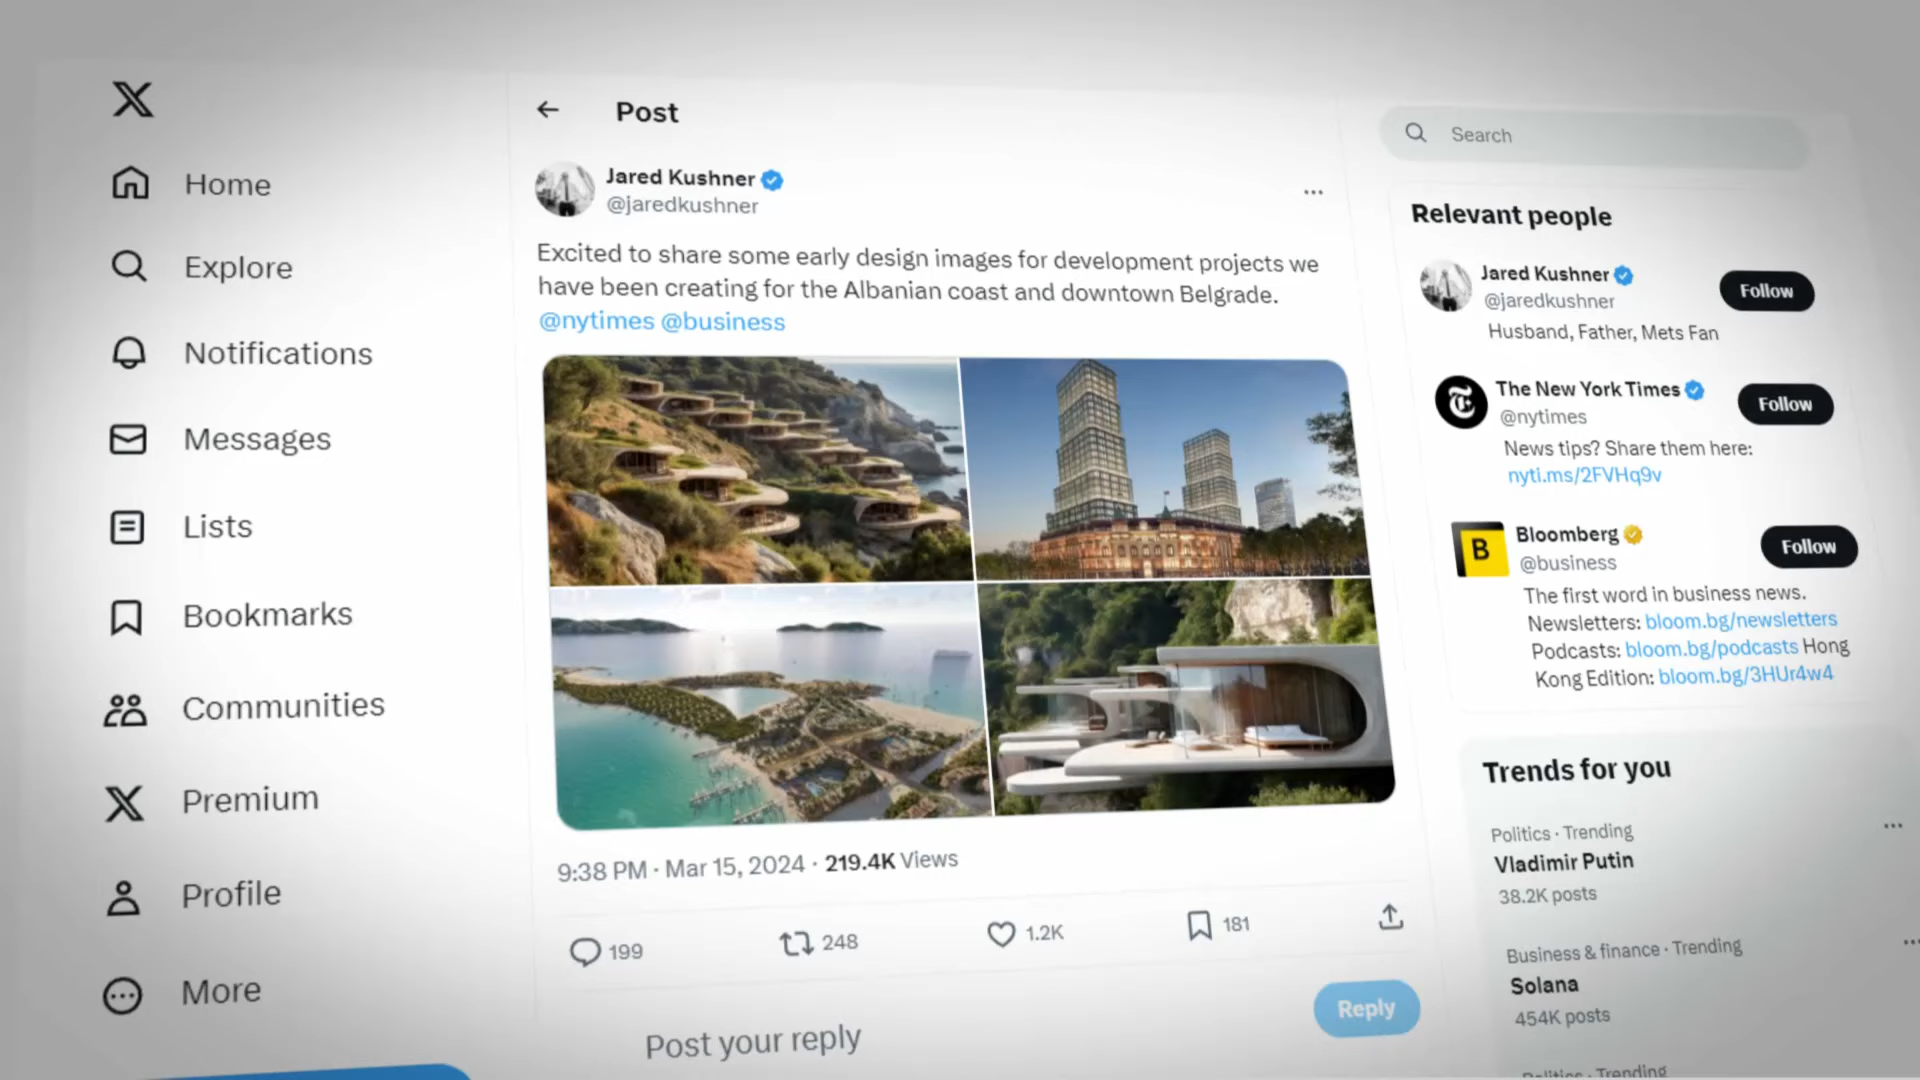 Home
Explore
Notifications
Messages
Lists
Bookmarks
Communities
Premium
Profile
More
Post
Jared Kushner
@jaredkushner
Excited to share some early design images for development projects we
have been creating for the Albanian coast and downtown Belgrade.
@nytimes @business
9:38 PM · Mar 15, 2024 · 219.4K Views
199
248
1.2K
181
Post your reply
Reply
Search
Relevant people
Jared Kushner
@jaredkushner
Follow
Husband, Father, Mets Fan
The New York Times
@nytimes
Follow
News tips? Share them here:
nyti.ms/2FVHq9v
B
Bloomberg
@business
Follow
The first word in business news.
Newsletters: bloom.bg/newsletters
Podcasts: bloom.bg/podcasts Hong
Kong Edition: bloom.bg/3HUr4w4
Trends for you
Politics · Trending
Vladimir Putin
38.2K posts
Business & finance · Trending
Solana
454K posts
Politics · Trending